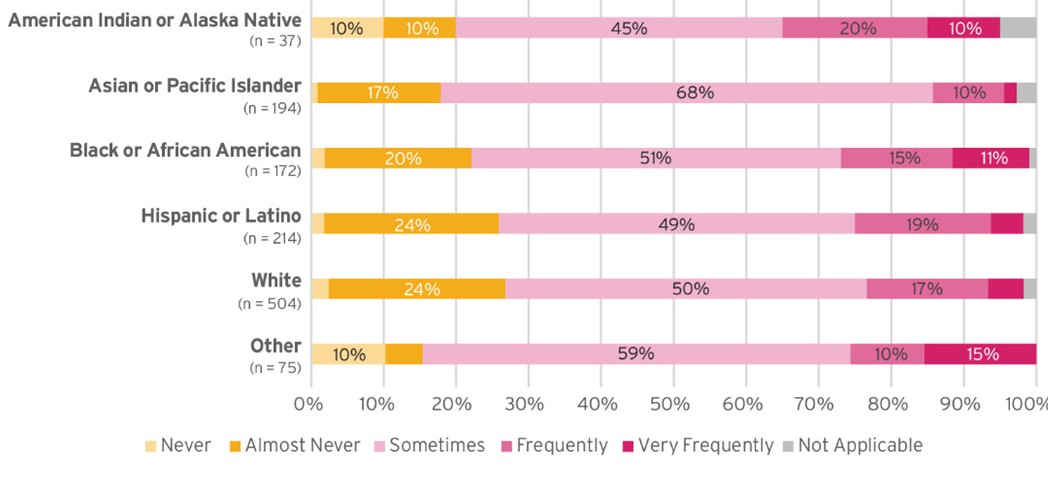 American Indian or Alaska Native
(n = 37)
10% 10% 45% 20% 10%
Asian or Pacific Islander
(n = 194)
17% 68% 10%
Black or African American
(n = 172)
20% 51% 15% 11%
Hispanic or Latino
(n = 214)
24% 49% 19%
White
(n = 504)
24% 50% 17%
Other
(n = 75)
10% 59% 10% 15%
0% 10% 20% 30% 40% 50% 60% 70% 80% 90% 100%
Never Almost Never Sometimes Frequently Very Frequently Not Applicable